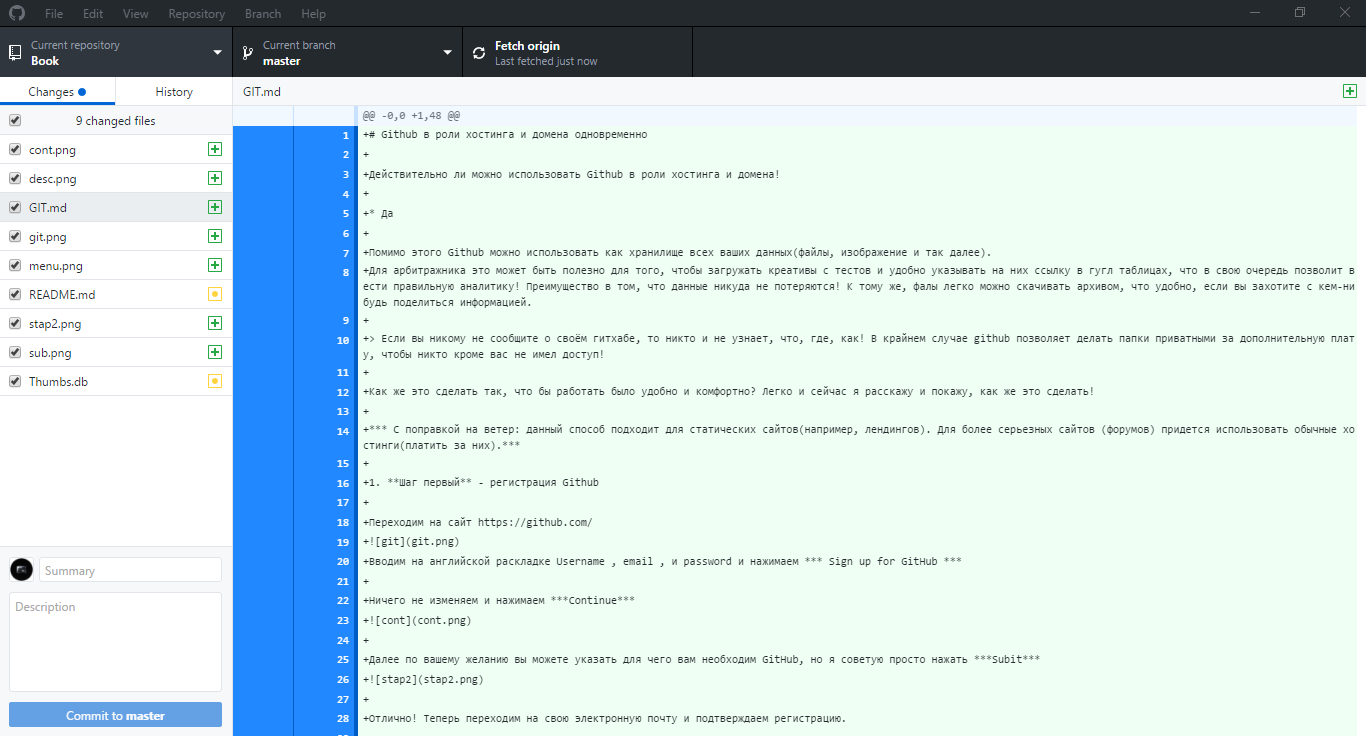 File Edit View Repository Branch Help
Current repository
Book
Current branch
master
Fetch origin
Last fetched just now
Changes History
9 changed files
cont.png
desc.png
GIT.md
git.png
menu.png
README.md
stap2.png
sub.png
Thumbs.db
Summary
Description
Commit to master
GIT.md
@@ -0,0 +1,48 @@
1 +# Github в роли хостинга и домена одновременно
2 +
3 +Действительно ли можно использовать Github в роли хостинга и домена!
4 +
5 +* Да
6 +
7 +Помимо этого Github можно использовать как хранилище всех ваших данных(файлы, изображение и так далее).
8 +Для арбитражника это может быть полезно для того, чтобы загружать креативы с тестов и удобно указывать на них ссылку в гугл таблицах, что в свою очередь позволит в
ести правильную аналитику! Преимущество в том, что данные никуда не потеряются! К тому же, фалы легко можно скачивать архивом, что удобно, если вы захотите с кем-ни
будь поделиться информацией.
9 +
10 +> Если вы никому не сообщите о своём гитхабе, то никто и не узнает, что, где, как! В крайнем случае github позволяет делать папки приватными за дополнительную плат
у, чтобы никто кроме вас не имел доступ!
11 +
12 +Как же это сделать так, что бы работать было удобно и комфортно? Легко и сейчас я расскажу и покажу, как же это сделать!
13 +
14 +*** С поправкой на ветер: данный способ подходит для статических сайтов(например, лендингов). Для более серьезных сайтов (форумов) придется использовать обычные хо
стинги(платить за них).***
15 +
16 +1. **Шаг первый** - регистрация Github
17 +
18 +Переходим на сайт https://github.com/
19 +![git](git.png)
20 +Вводим на английской раскладке Username , email , и password и нажимаем *** Sign up for GitHub ***
21 +
22 +Ничего не изменяем и нажимаем ***Continue***
23 +![cont](cont.png)
24 +
25 +Далее по вашему желанию вы можете указать для чего вам необходим GitHub, но я советую просто нажать ***Subit***
26 +![stap2](stap2.png)
27 +
28 +Отлично! Теперь переходим на свою электронную почту и подтверждаем регистрацию.